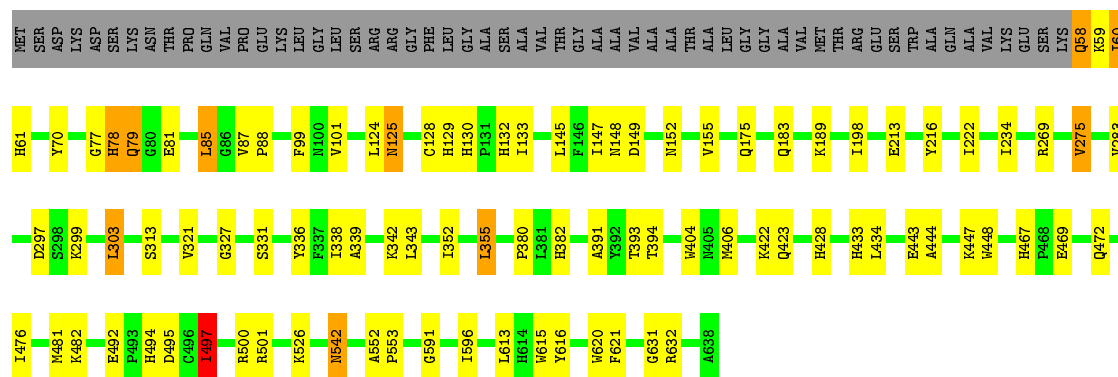 MET SER ASP LYS ASP SER LYS ASN THR PRO GLN VAL PRO GLU LYS LEU GLY LEU SER ARG ARG GLY PHE LEU GLY ALA SER ALA VAL THR GLY ALA ALA VAL ALA ALA THR ALA LEU GLY GLY ALA VAL MET THR ARG GLU SER TRP ALA GLN ALA VAL LYS GLU SER LYS Q58 K59 I60
H61 Y70 G77 H78 Q79 G80 E81 L85 G86 V87 P88 F99 N100 V101 L124 N125 C128 H129 H130 P131 H132 I133 L145 F146 I147 N148 D149 N152 V155 Q175 Q183 K189 I198 E213 Y216 I222 I234 R269 V275 V283
D297 S298 K299 L303 S313 V321 G327 S331 Y336 F337 I338 A339 K342 L343 I352 L355 P380 L381 H382 A391 Y392 T393 T394 W404 N405 M406 K422 Q423 H428 H433 L434 E443 A444 K447 W448 H467 P468 E469 Q472
I476 M481 K482 E492 P493 H494 D495 C496 I497 R500 R501 K526 N542 A552 P553 G591 I596 L613 H614 W615 Y616 W620 F621 G631 R632 A638